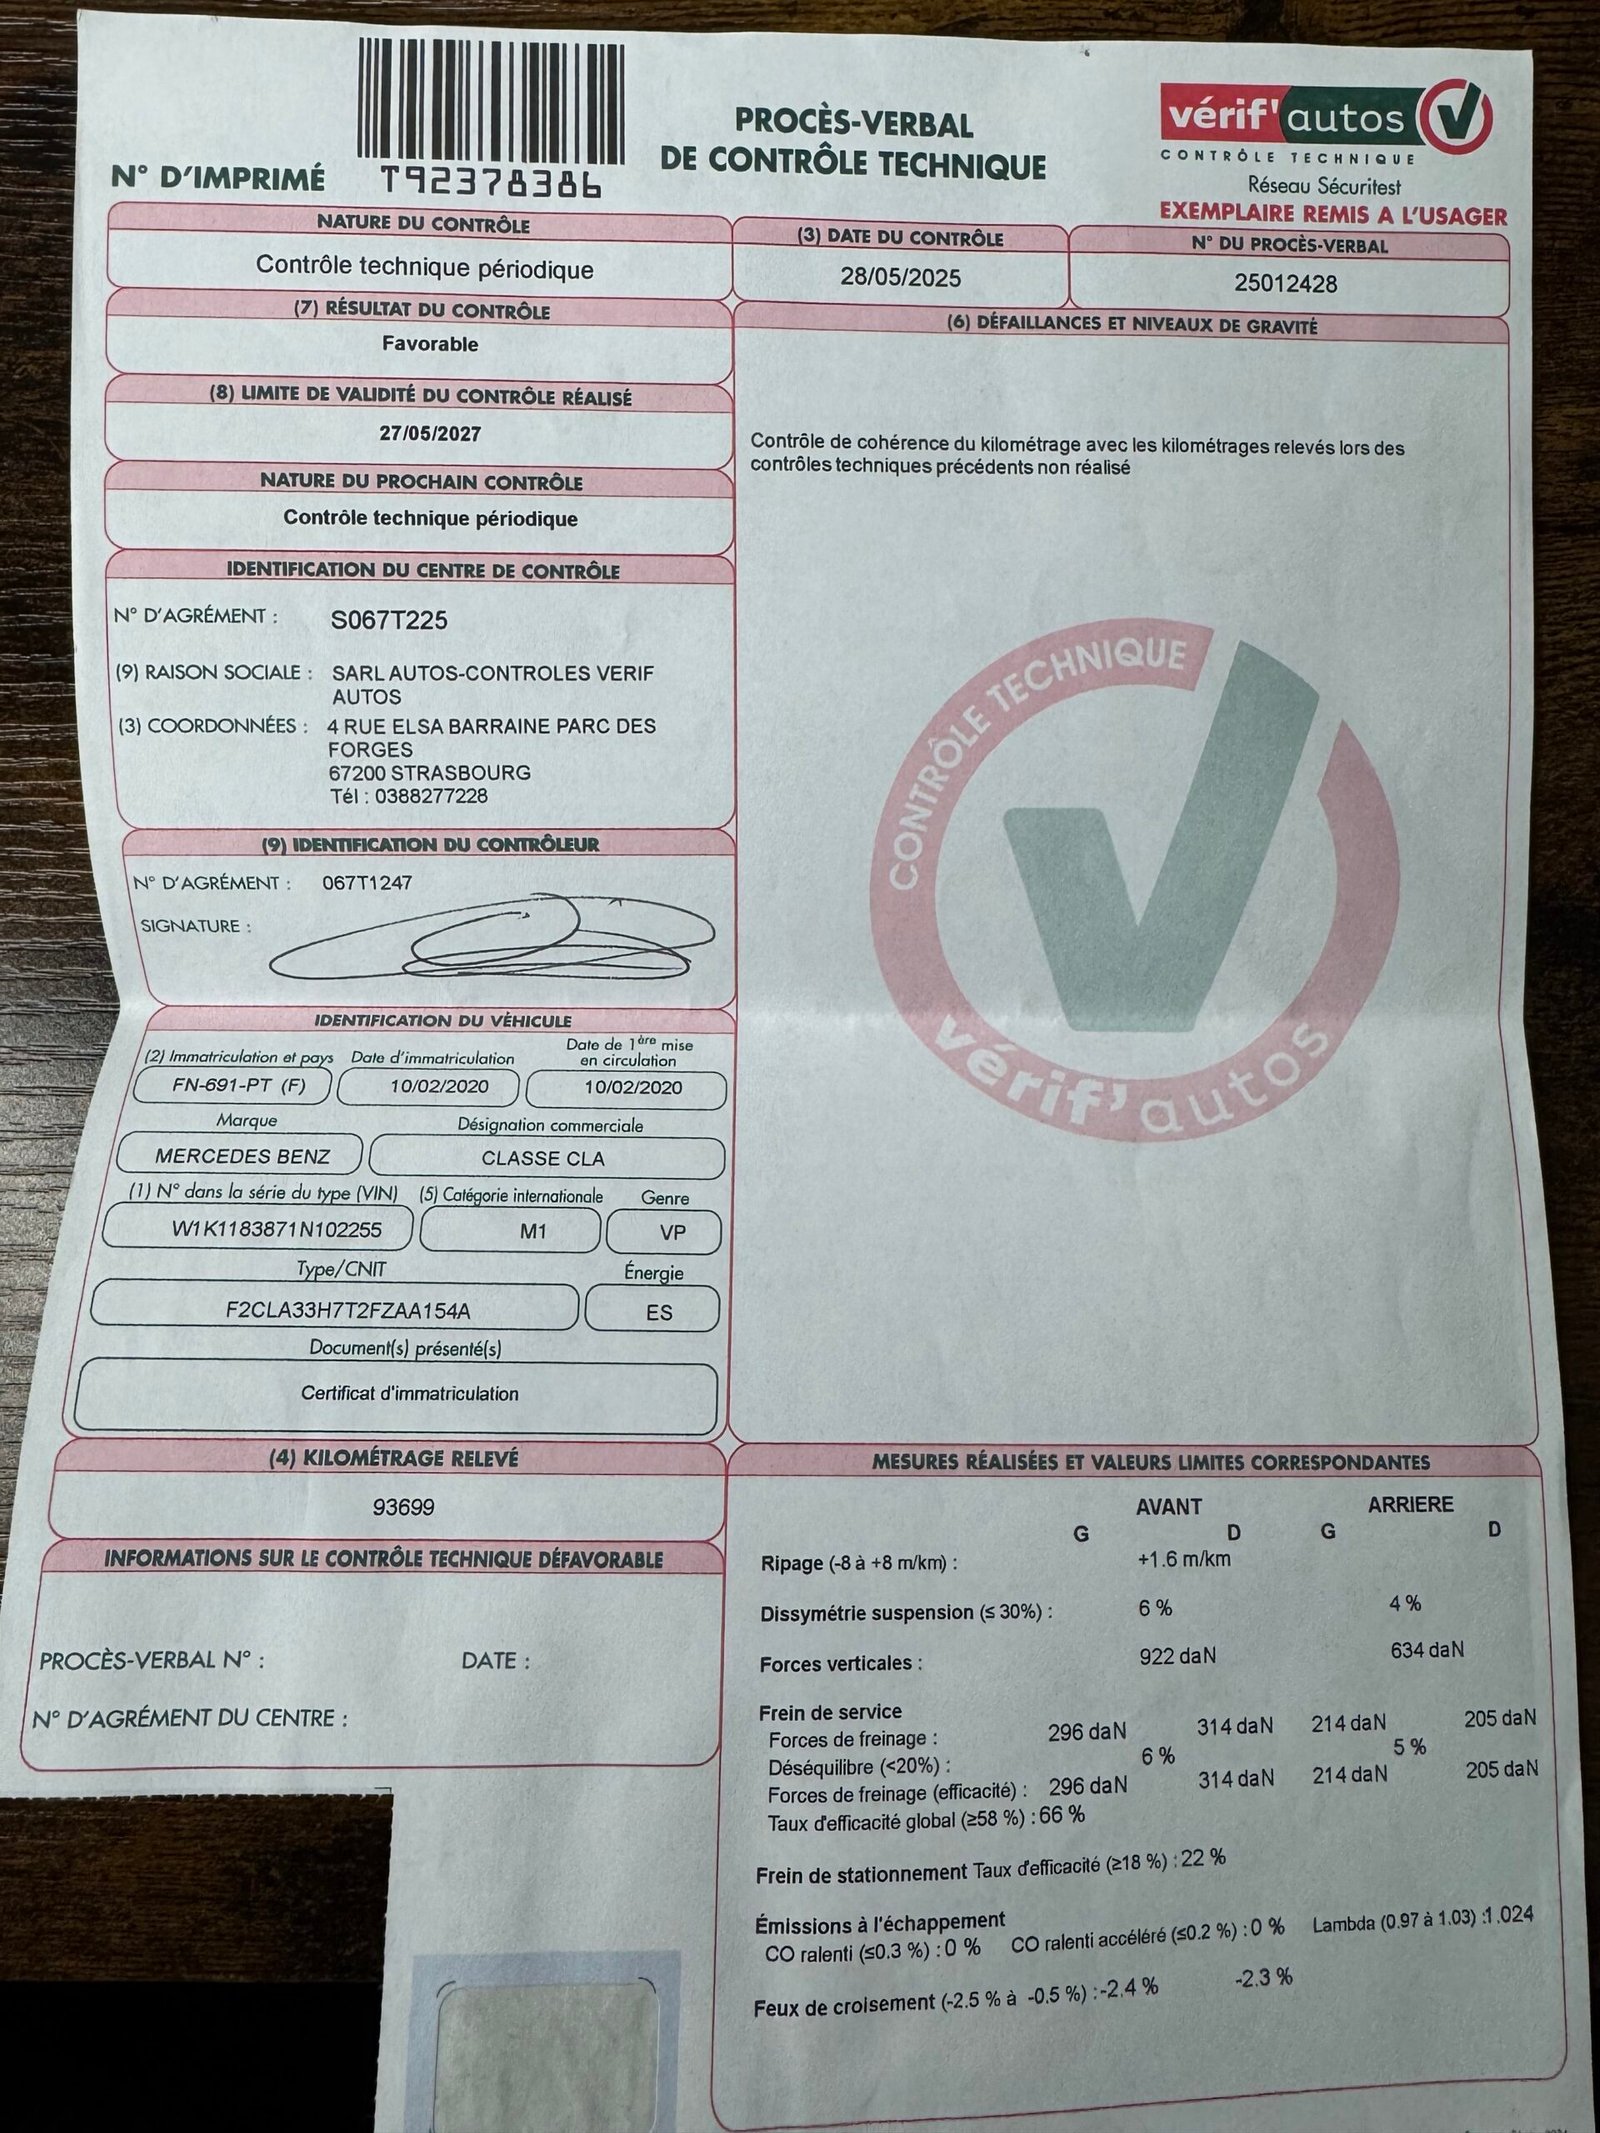 N° D'IMPRIMÉ
T92378386
PROCÈS-VERBAL
DE CONTRÔLE TECHNIQUE
vérif'autos
CONTRÔLE TECHNIQUE
Réseau Sécuritest
EXEMPLAIRE REMIS A L'USAGER
NATURE DU CONTRÔLE
Contrôle technique périodique
(3) DATE DU CONTRÔLE
28/05/2025
N° DU PROCÈS-VERBAL
25012428
(7) RÉSULTAT DU CONTRÔLE
Favorable
(8) LIMITE DE VALIDITÉ DU CONTRÔLE RÉALISÉ
27/05/2027
NATURE DU PROCHAIN CONTRÔLE
Contrôle technique périodique
IDENTIFICATION DU CENTRE DE CONTRÔLE
N° D'AGRÉMENT : S067T225
(9) RAISON SOCIALE : SARL AUTOS-CONTROLES VERIF
AUTOS
(3) COORDONNÉES : 4 RUE ELSA BARRAINE PARC DES
FORGES
67200 STRASBOURG
Tél : 0388277228
(9) IDENTIFICATION DU CONTRÔLEUR
N° D'AGRÉMENT : 067T1247
SIGNATURE :
IDENTIFICATION DU VÉHICULE
(2) Immatriculation et pays
FN-691-PT (F)
Date d'immatriculation
10/02/2020
Date de 1ère mise
en circulation
10/02/2020
Marque
MERCEDES BENZ
Désignation commerciale
CLASSE CLA
(1) N° dans la série du type (VIN)
W1K1183871N102255
(5) Catégorie internationale
M1
Genre
VP
Type/CNIT
F2CLA33H7T2FZAA154A
Énergie
ES
Document(s) présenté(s)
Certificat d'immatriculation
(4) KILOMÉTRAGE RELEVÉ
93699
INFORMATIONS SUR LE CONTRÔLE TECHNIQUE DÉFAVORABLE
PROCÈS-VERBAL N° : DATE :
N° D'AGRÉMENT DU CENTRE :
(6) DÉFAILLANCES ET NIVEAUX DE GRAVITÉ
Contrôle de cohérence du kilométrage avec les kilométrages relevés lors des
contrôles techniques précédents non réalisé
CONTRÔLE TECHNIQUE
vérif'autos
MESURES RÉALISÉES ET VALEURS LIMITES CORRESPONDANTES
AVANT ARRIERE
G D G D
Ripage (-8 à +8 m/km) : +1.6 m/km
Dissymétrie suspension (≤ 30%) : 6 % 4 %
Forces verticales : 922 daN 634 daN
Frein de service
Forces de freinage : 296 daN 314 daN 214 daN 205 daN
Déséquilibre (<20%) : 6 % 5 %
Forces de freinage (efficacité) : 296 daN 314 daN 214 daN 205 daN
Taux d'efficacité global (≥58 %) : 66 %
Frein de stationnement Taux d'efficacité (≥18 %) : 22 %
Émissions à l'échappement
CO ralenti (≤0.3 %) : 0 % CO ralenti accéléré (≤0.2 %) : 0 % Lambda (0.97 à 1.03) :1.024
Feux de croisement (-2.5 % à -0.5 %) : -2.4 % -2.3 %